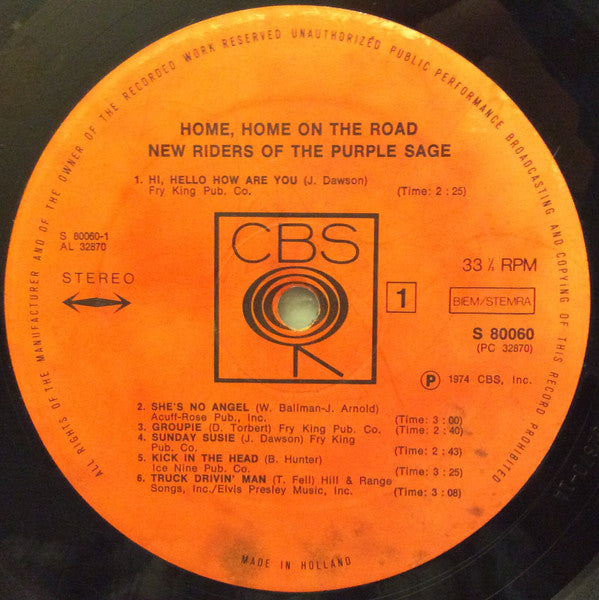 ALL RIGHTS OF THE MANUFACTURER AND OF THE OWNER OF THE RECORDED WORK RESERVED UNAUTHORIZED PUBLIC PERFORMANCE BROADCASTING AND COPYING OF THIS RECORD PROHIBITED
HOME, HOME ON THE ROAD
NEW RIDERS OF THE PURPLE SAGE
1. HI, HELLO HOW ARE YOU (J. Dawson)
Fry King Pub. Co. (Time: 2 : 25)
S 80060-1
AL 32870
STEREO
CBS
33 ⅓ RPM
1
BIEM/STEMRA
S 80060
(PC 32870)
Ⓟ 1974 CBS, Inc.
2. SHE'S NO ANGEL (W. Ballman-J. Arnold)
Acuff-Rose Pub., Inc. (Time: 3 : 00)
3. GROUPIE (D. Torbert) Fry King Pub. Co. (Time: 2 : 40)
4. SUNDAY SUSIE (J. Dawson) Fry King
Pub. Co. (Time: 2 : 43)
5. KICK IN THE HEAD (B. Hunter)
Ice Nine Pub. Co. (Time: 3 : 25)
6. TRUCK DRIVIN' MAN (T. Fell) Hill & Range
Songs, Inc./Elvis Presley Music, Inc. (Time: 3 : 08)
MADE IN HOLLAND